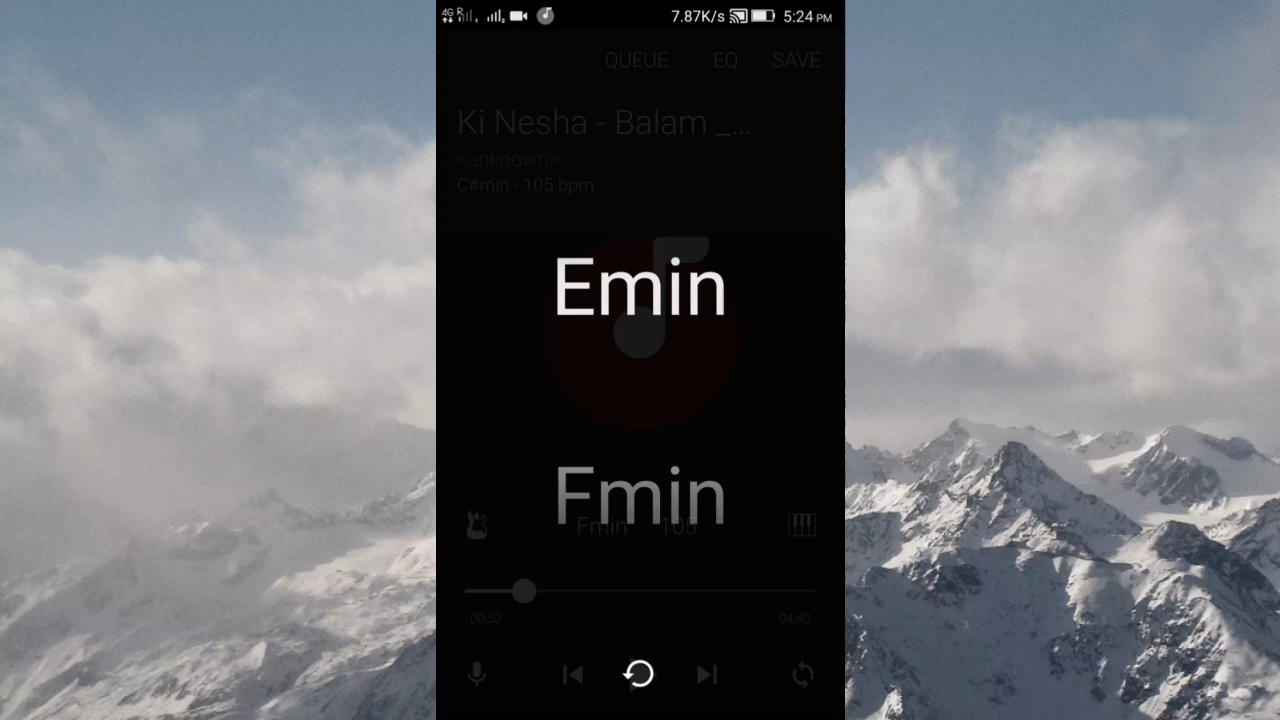 4G R 7.87K/s 5:24 PM
QUEUE EQ SAVE
Ki Nesha - Balam _...
<unknown>
C#min - 105 bpm
Emin
Fmin
Fmin 105
00:50 04:40